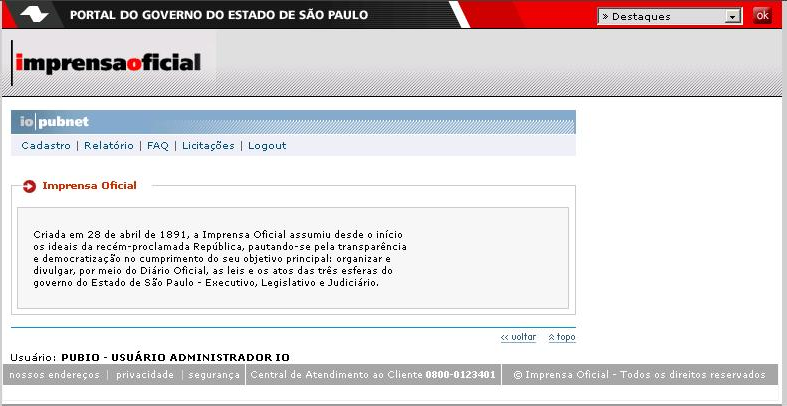 PORTAL DO GOVERNO DO ESTADO DE SÃO PAULO
» Destaques
ok
imprensaoficial
io pubnet
Cadastro | Relatório | FAQ | Licitações | Logout
Imprensa Oficial
Criada em 28 de abril de 1891, a Imprensa Oficial assumiu desde o início
os ideais da recém-proclamada República, pautando-se pela transparência
e democratização no cumprimento do seu objetivo principal: organizar e
divulgar, por meio do Diário Oficial, as leis e os atos das três esferas do
governo do Estado de São Paulo - Executivo, Legislativo e Judiciário.
<< voltar
topo
Usuário: PUBIO - USUÁRIO ADMINISTRADOR IO
nossos endereços | privacidade | segurança
Central de Atendimento ao Cliente 0800-0123401
© Imprensa Oficial - Todos os direitos reservados